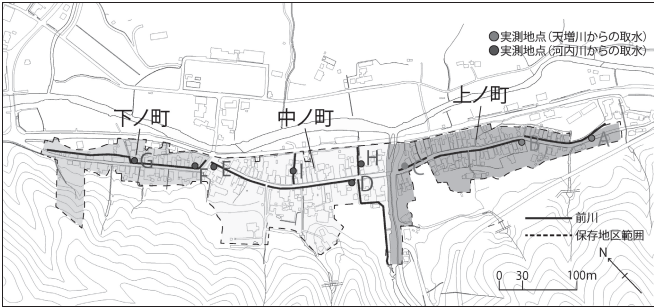 実測地点（天増川からの取水）
実測地点（河内川からの取水）
上ノ町
中ノ町
下ノ町
A
B
C
D
H
I
E
F
G
前川
保存地区範囲
N
0 30 100m